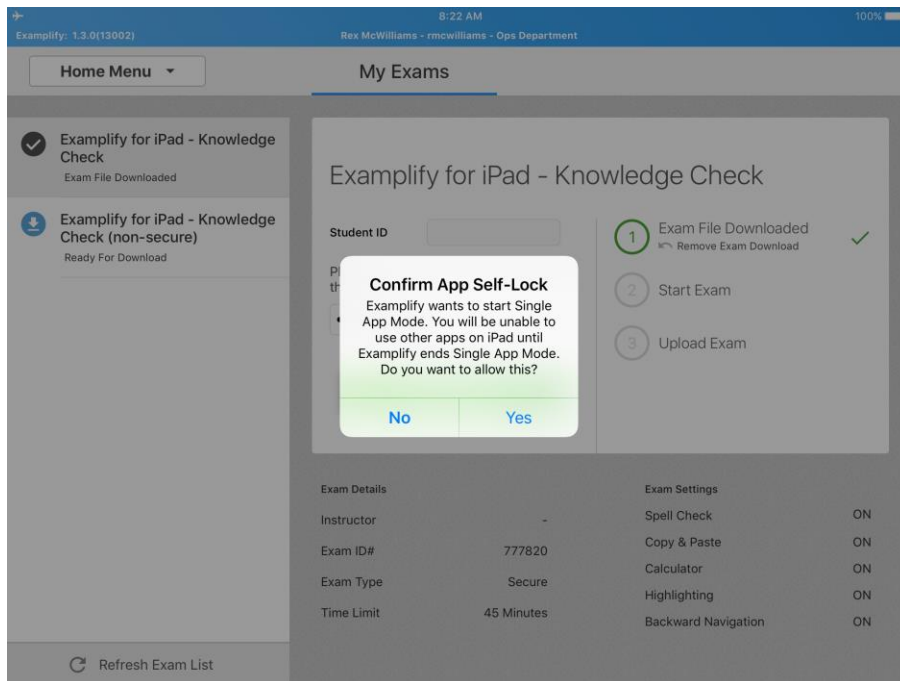 8:22 AM
100%
Examplify: 1.3.0(13002)
Rex McWilliams - rmcwilliams - Ops Department
Home Menu
My Exams
Examplify for iPad - Knowledge
Check
Exam File Downloaded
Examplify for iPad - Knowledge
Check (non-secure)
Ready For Download
Refresh Exam List
Examplify for iPad - Knowledge Check
Student ID
Confirm App Self-Lock
Examplify wants to start Single
App Mode. You will be unable to
use other apps on iPad until
Examplify ends Single App Mode.
Do you want to allow this?
No
Yes
1
Exam File Downloaded
Remove Exam Download
2
Start Exam
3
Upload Exam
Exam Details
Instructor -
Exam ID# 777820
Exam Type Secure
Time Limit 45 Minutes
Exam Settings
Spell Check ON
Copy & Paste ON
Calculator ON
Highlighting ON
Backward Navigation ON